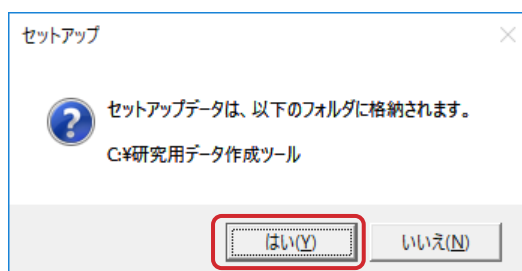 セットアップ
セットアップデータは、以下のフォルダに格納されます。
C:¥研究用データ作成ツール
はい(Y)
いいえ(N)